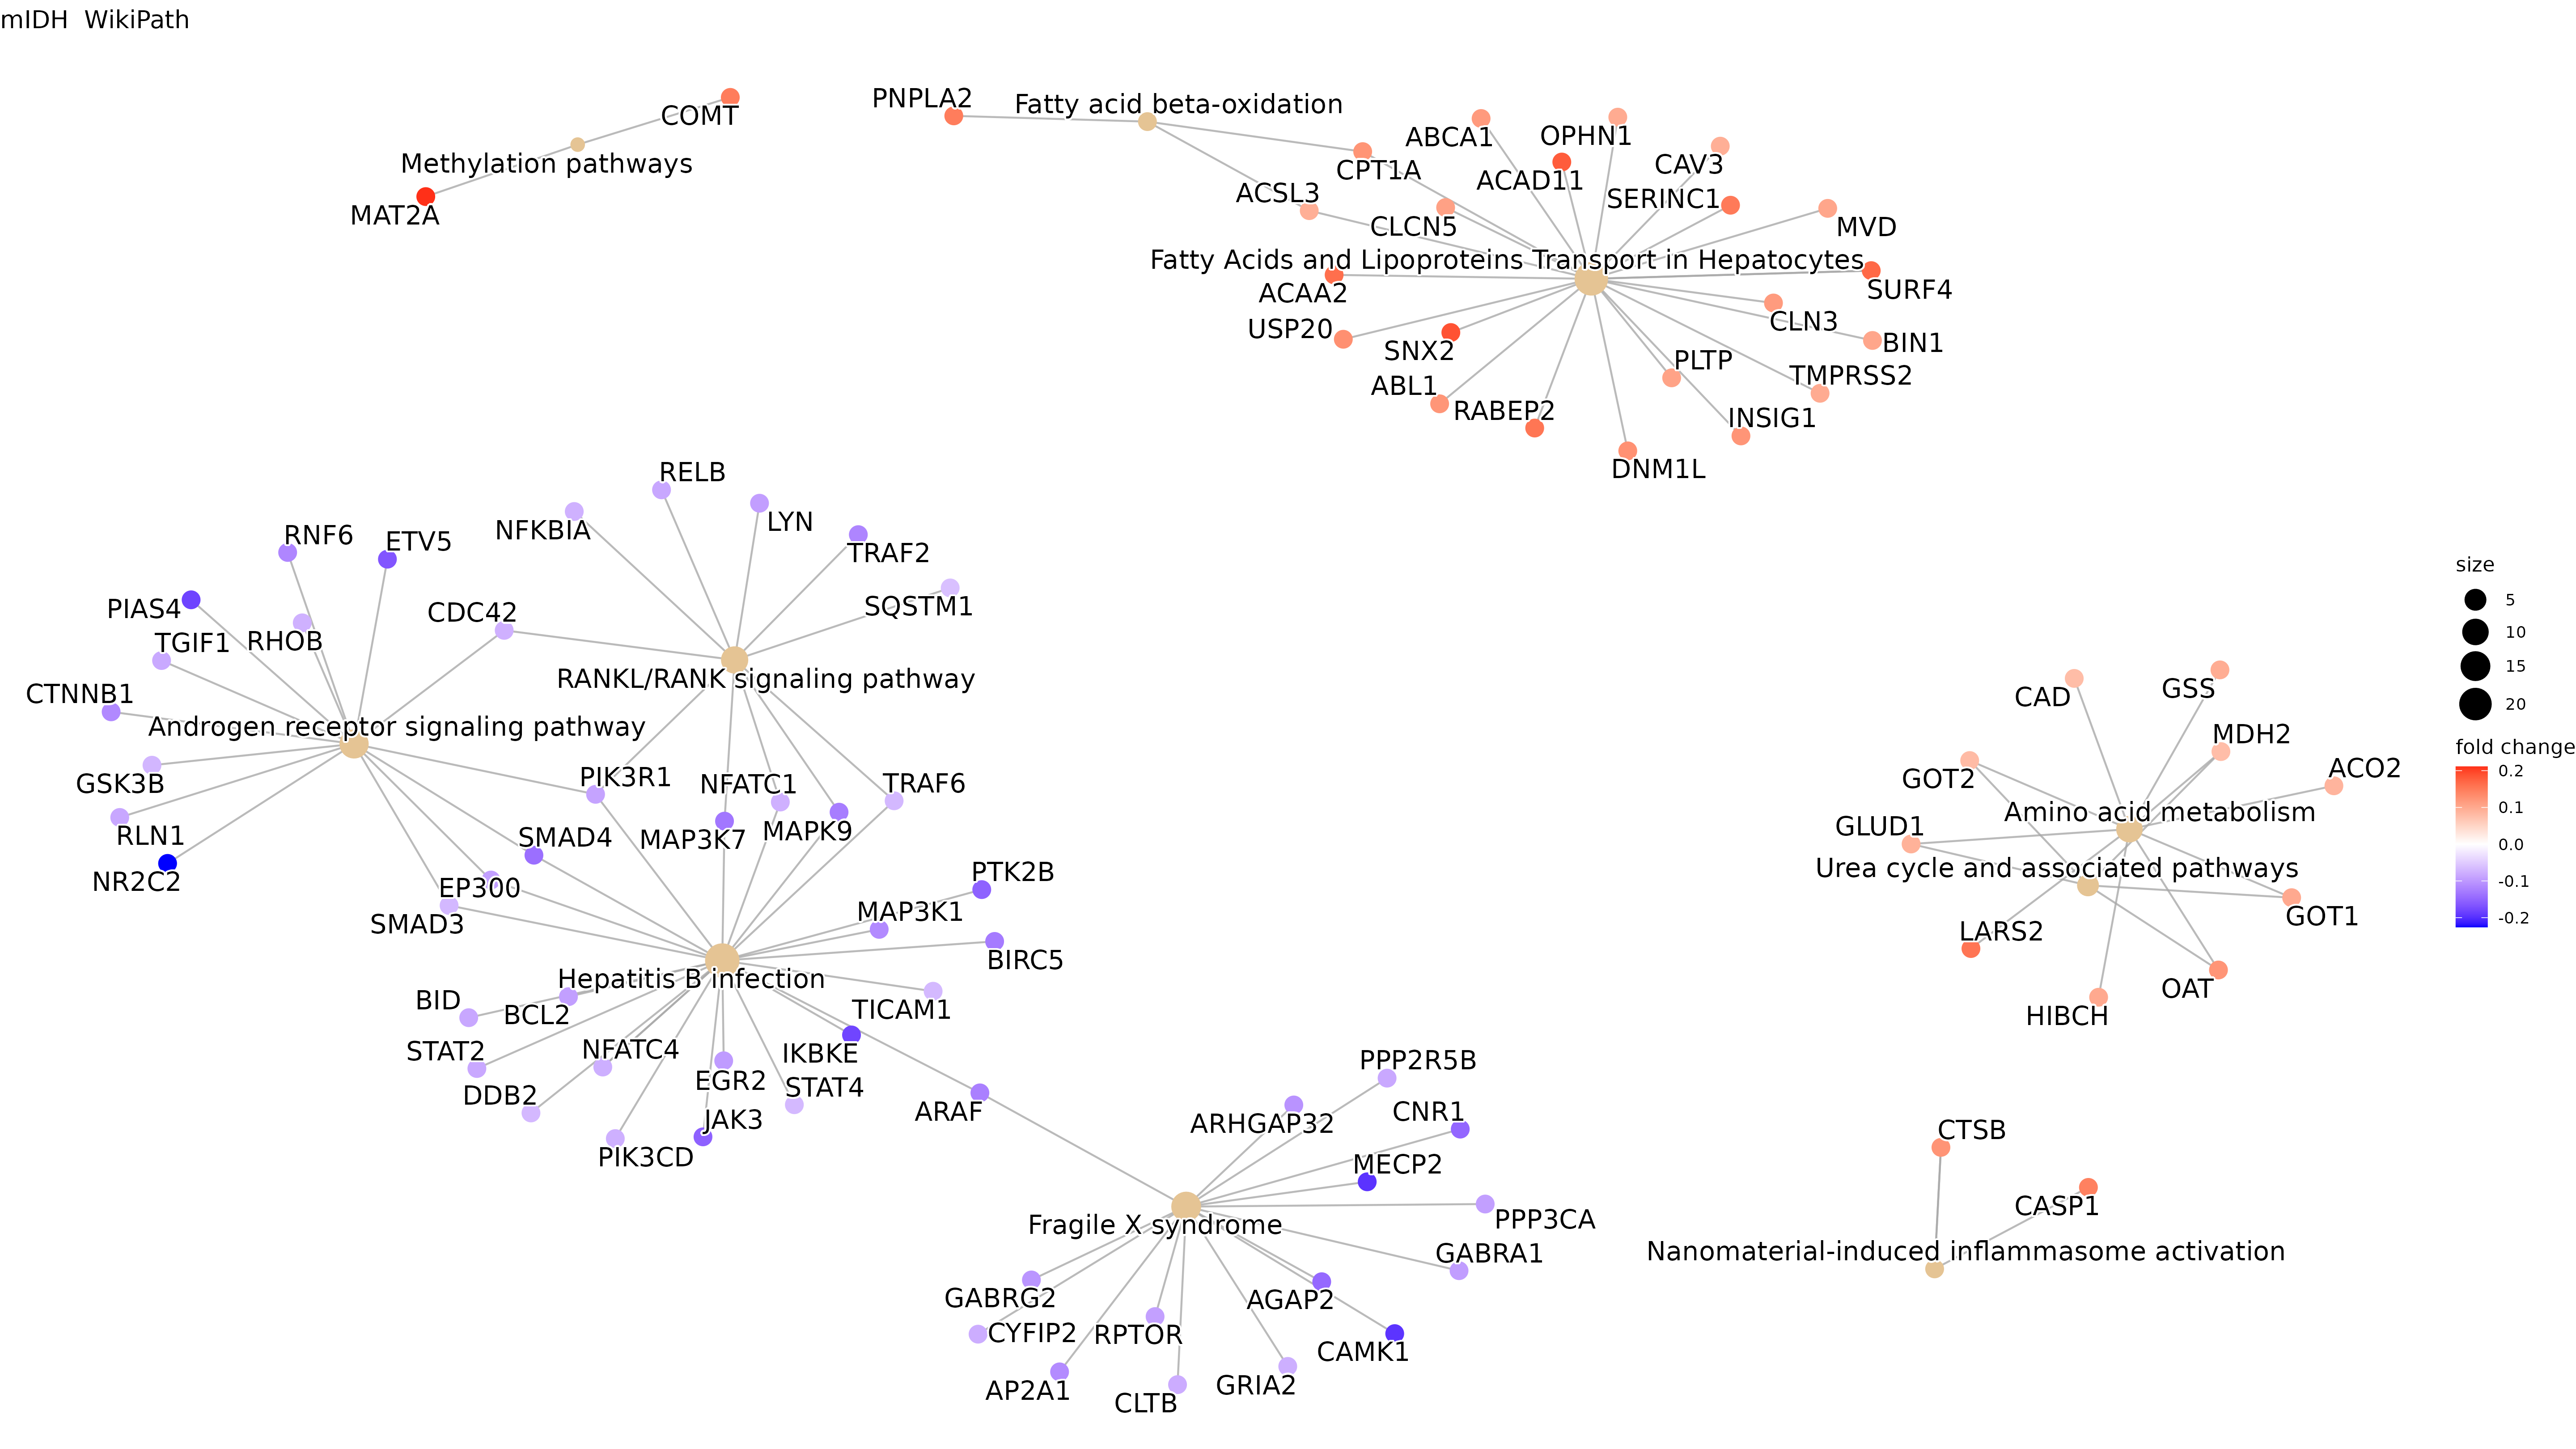 mIDH  WikiPath
COMT
Methylation pathways
MAT2A
PNPLA2
Fatty acid beta-oxidation
ABCA1
OPHN1
CPT1A
ACAD11
CAV3
ACSL3
CLCN5
SERINC1
MVD
Fatty Acids and Lipoproteins Transport in Hepatocytes
ACAA2
SURF4
USP20
SNX2
CLN3
BIN1
PLTP
ABL1
TMPRSS2
RABEP2
INSIG1
DNM1L
RELB
NFKBIA
LYN
TRAF2
RNF6
ETV5
PIAS4
CDC42
SQSTM1
TGIF1
RHOB
RANKL/RANK signaling pathway
CTNNB1
Androgen receptor signaling pathway
GSK3B
PIK3R1
NFATC1
TRAF6
RLN1
SMAD4
MAP3K7
MAPK9
NR2C2
EP300
SMAD3
PTK2B
MAP3K1
BIRC5
Hepatitis B infection
BID
BCL2
TICAM1
STAT2
NFATC4
IKBKE
EGR2
STAT4
DDB2
JAK3
PIK3CD
ARAF
PPP2R5B
ARHGAP32
CNR1
MECP2
PPP3CA
Fragile X syndrome
GABRA1
GABRG2
AGAP2
CYFIP2
RPTOR
CAMK1
AP2A1
CLTB
GRIA2
CAD
GSS
MDH2
GOT2
ACO2
Amino acid metabolism
GLUD1
Urea cycle and associated pathways
GOT1
LARS2
OAT
HIBCH
CTSB
CASP1
Nanomaterial-induced inflammasome activation
size
5
10
15
20
fold change
0.2
0.1
0.0
-0.1
-0.2